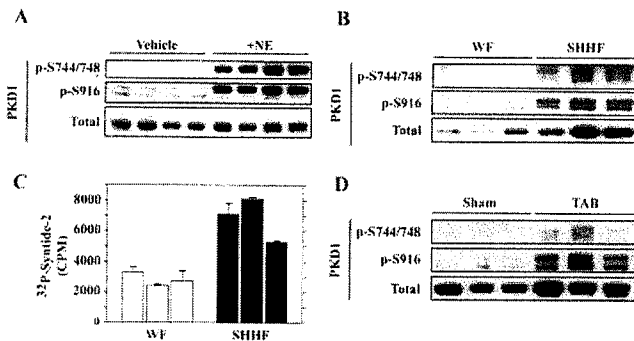 A
Vehicle +NE
PKD1
p-S744/748
p-S916
Total
B
WF SHHF
PKD1
p-S744/748
p-S916
Total
C
32P-Syntide-2
(CPM)
8000
6000
4000
2000
0
WF SHHF
D
Sham TAB
PKD1
p-S744/748
p-S916
Total